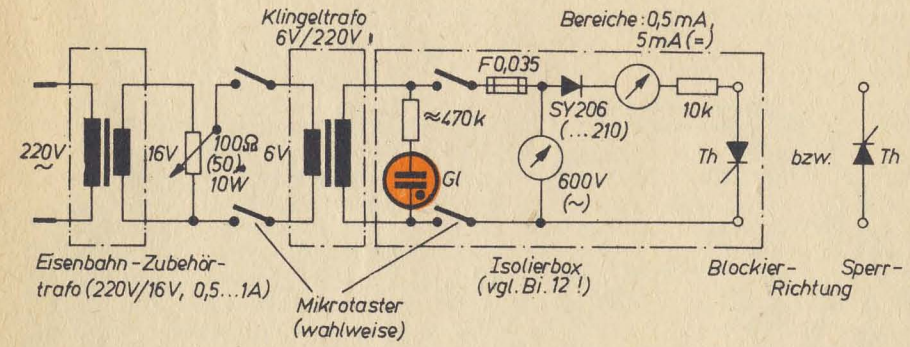 Klingeltrafo
6V/220V
Bereiche: 0,5 mA,
5mA (=)
F 0,035
≈470k
SY206
(...210)
10k
220V
~
16V
100Ω
(50)
10W
6V
Gl
600V
(~)
Th
bzw.
Th
Eisenbahn-Zubehör-
trafo (220V/16V, 0,5...1A)
Mikrotaster
(wahlweise)
Isolierbox
(vgl. Bi. 12 !)
Blockier-
Sperr-
Richtung